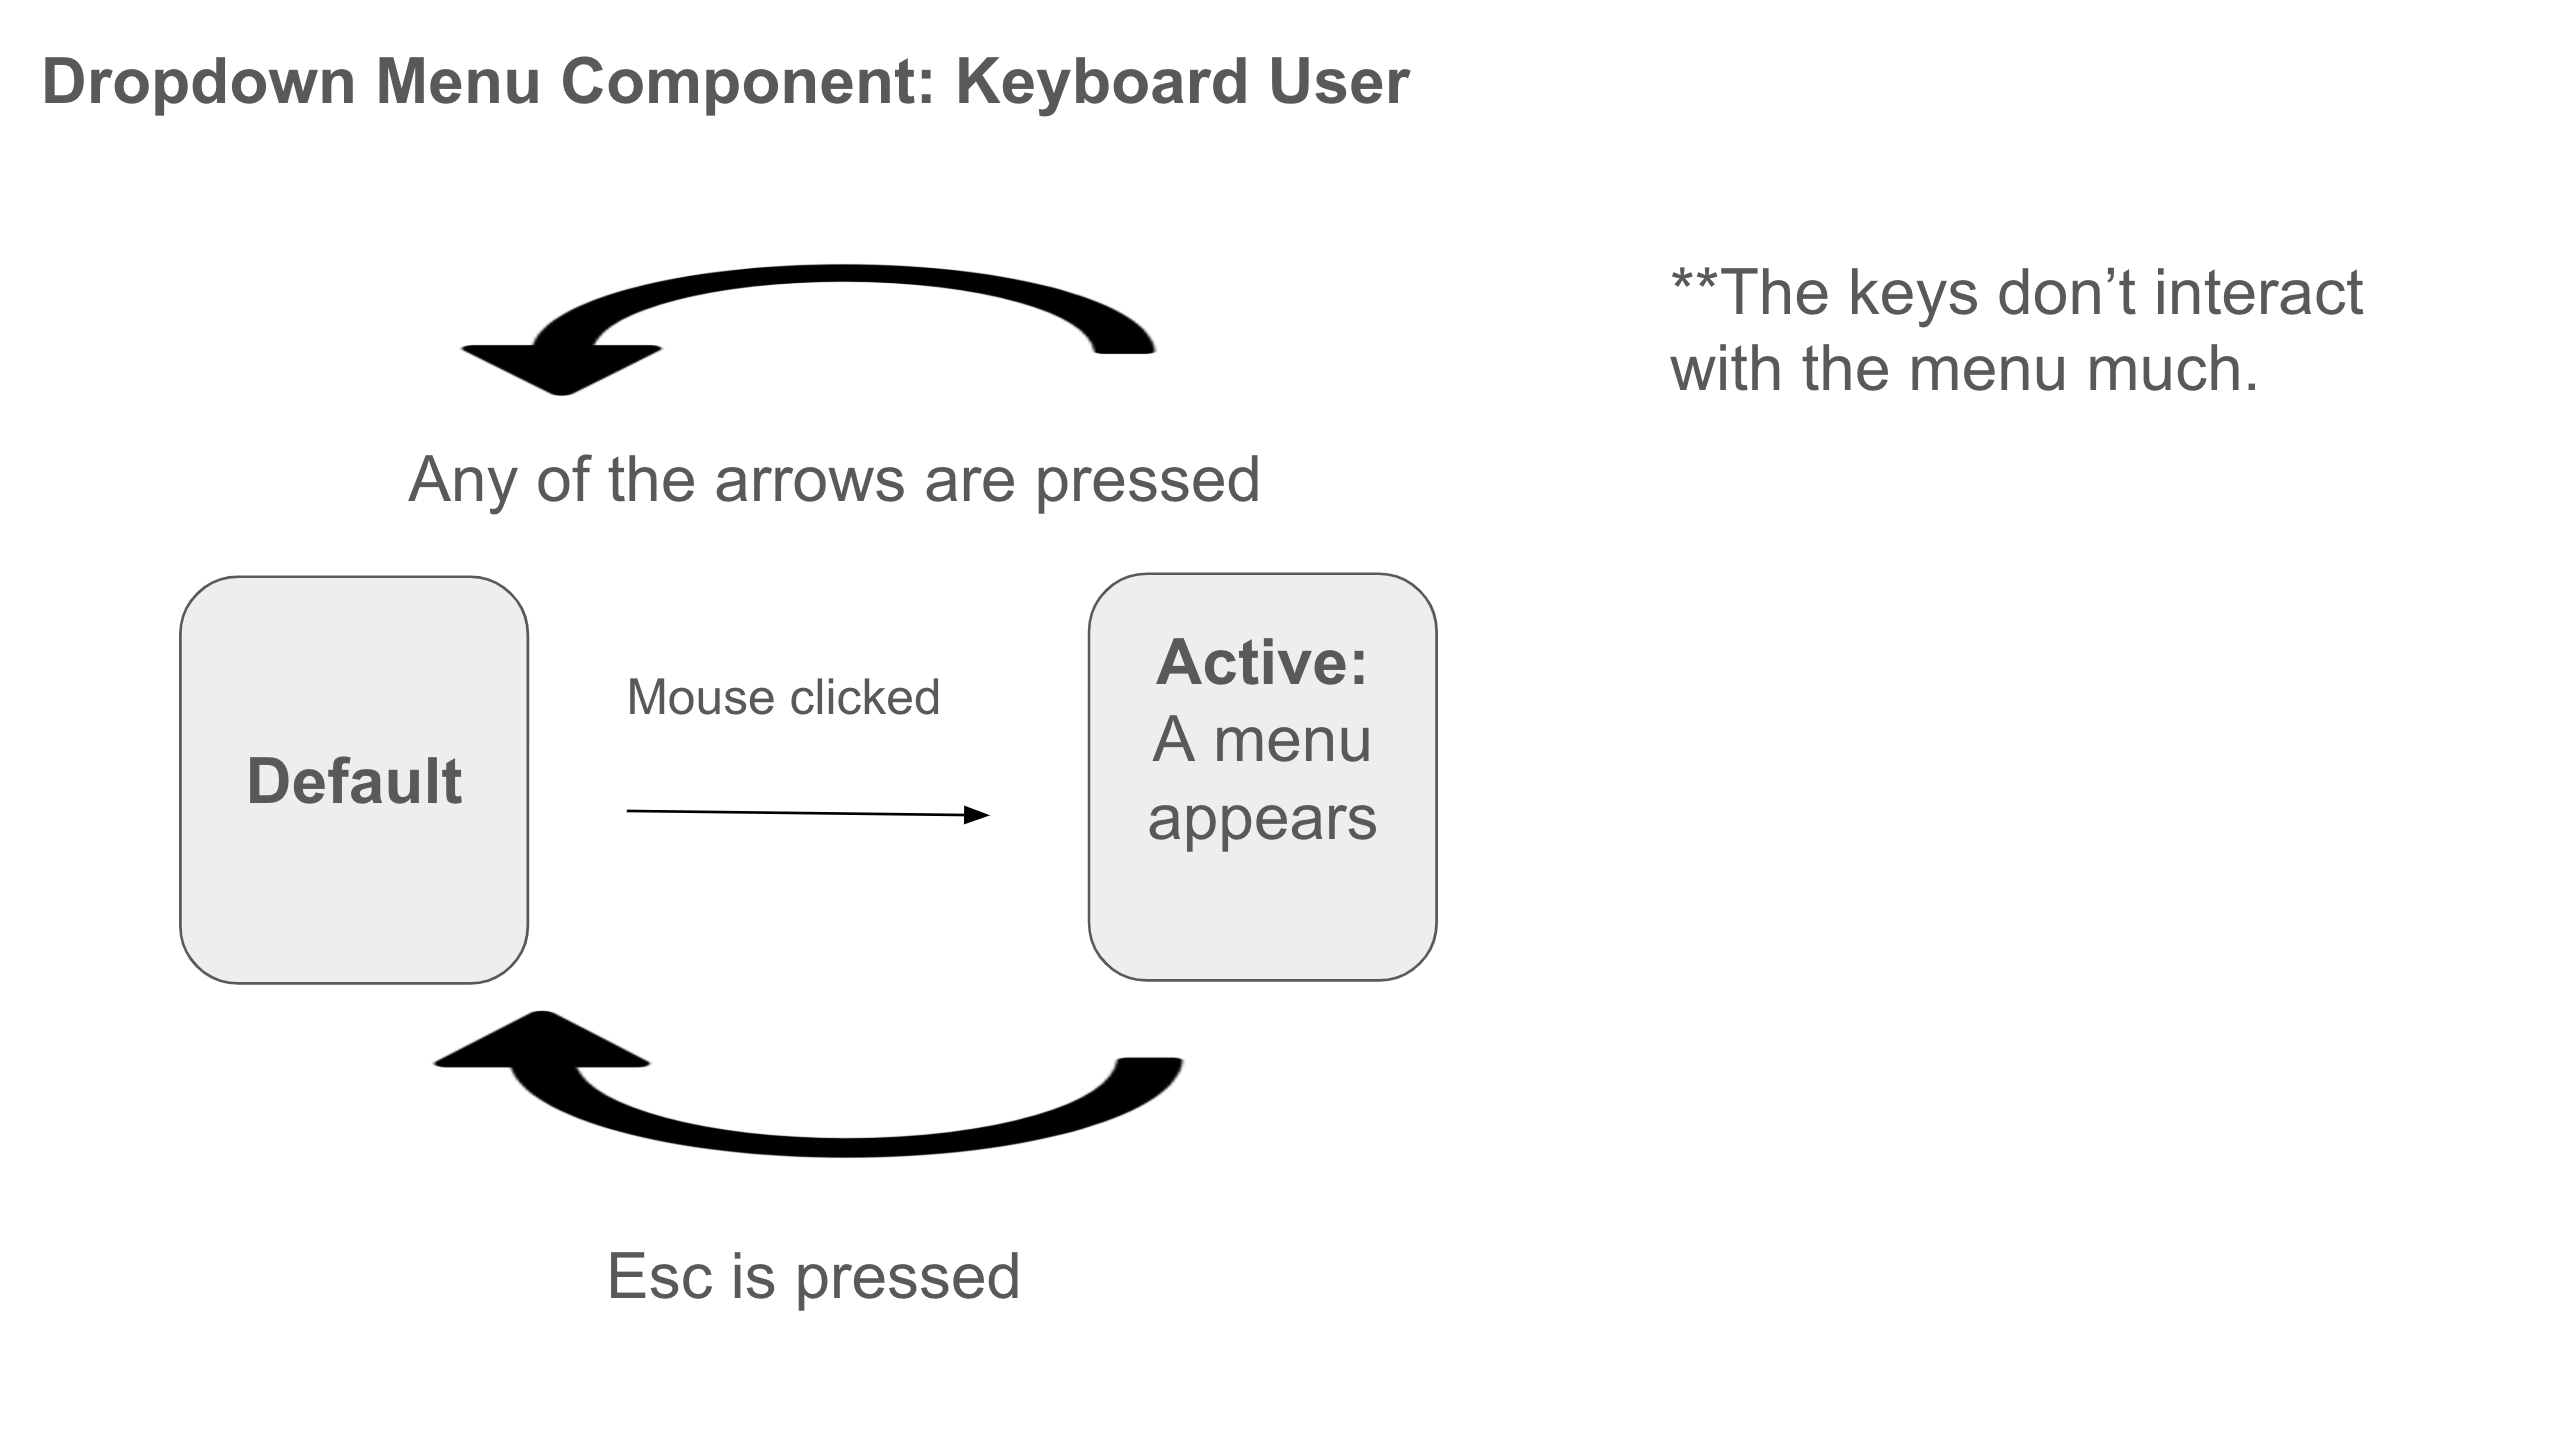 Dropdown Menu Component: Keyboard User
**The keys don’t interact
with the menu much.
Any of the arrows are pressed
Default
Mouse clicked
Active:
A menu
appears
Esc is pressed